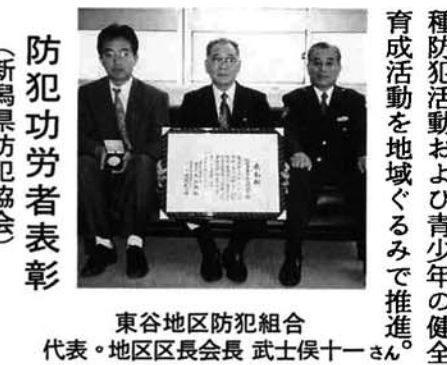 種防犯活動および青少年の健全
育成活動を地域ぐるみで推進。
防犯功労者表彰
（新潟県防犯協会）
表彰状
東谷地区防犯組合
代表。地区区長会長 武士俣十一さん